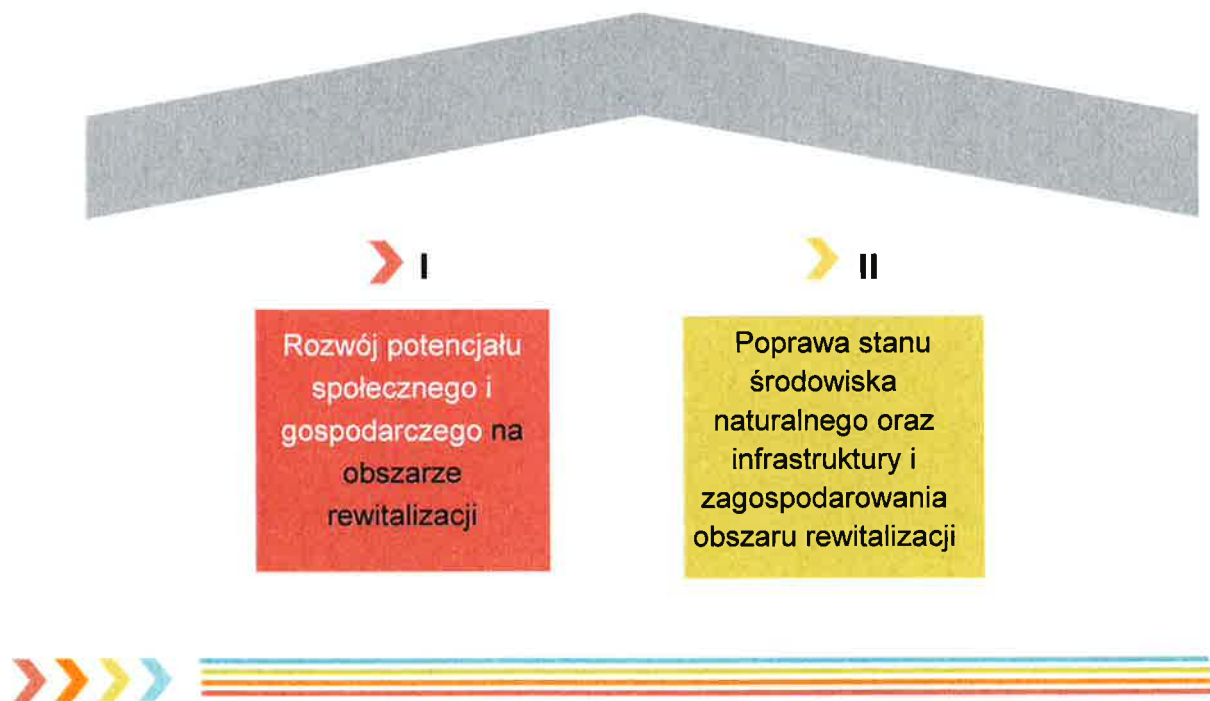 I
Rozwój potencjału
społecznego i
gospodarczego na
obszarze
rewitalizacji
II
Poprawa stanu
środowiska
naturalnego oraz
infrastruktury i
zagospodarowania
obszaru rewitalizacji